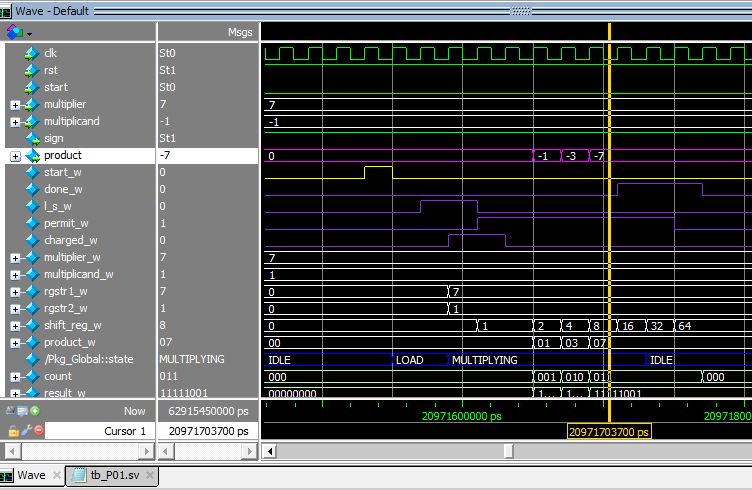 Wave - Default
Msgs
clk St0
rst St1
start St0
multiplier 7 7
multiplicand -1 -1
sign St1
product -7 0 -1 -3 -7
start_w 0
done_w 0
l_s_w 0
permit_w 1
charged_w 0
multiplier_w 7 7
multiplicand_w 1 1
rgstr1_w 7 0 7
rgstr2_w 1 0 1
shift_reg_w 8 0 1 2 4 8 16 32 64
product_w 07 00 01 03 07
/Pkg_Global::state MULTIPLYING IDLE LOAD MULTIPLYING IDLE
count 011 000 001 010 01 000
result_w 11111001 00000000 1... 1... 11 11001
Now 62915450000 ps 20971600000 ps 209718
Cursor 1 20971703700 ps 20971703700 ps
Wave tb_P01.sv